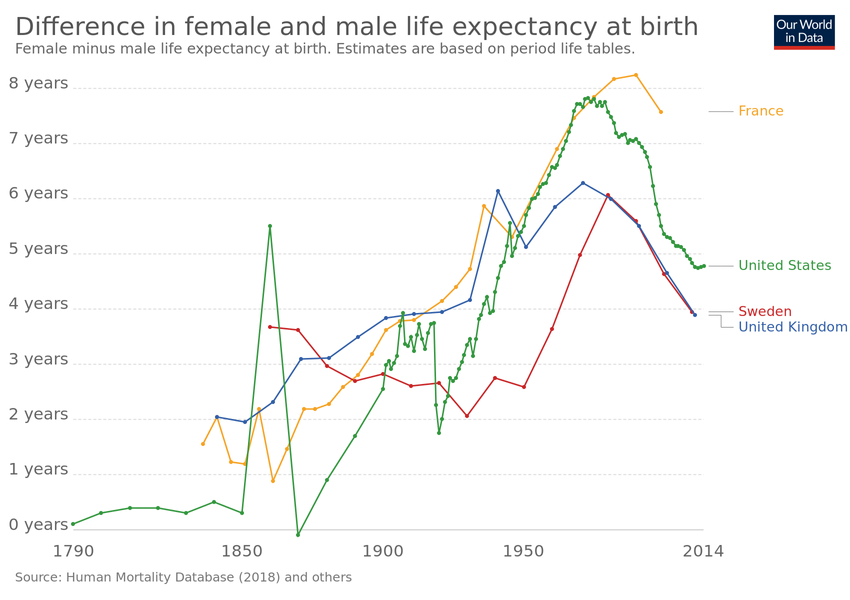 Difference in female and male life expectancy at birth
Female minus male life expectancy at birth. Estimates are based on period life tables.
Our World
in Data
8 years
7 years
6 years
5 years
4 years
3 years
2 years
1 years
0 years
France
United States
Sweden
United Kingdom
1790
1850
1900
1950
2014
Source: Human Mortality Database (2018) and others